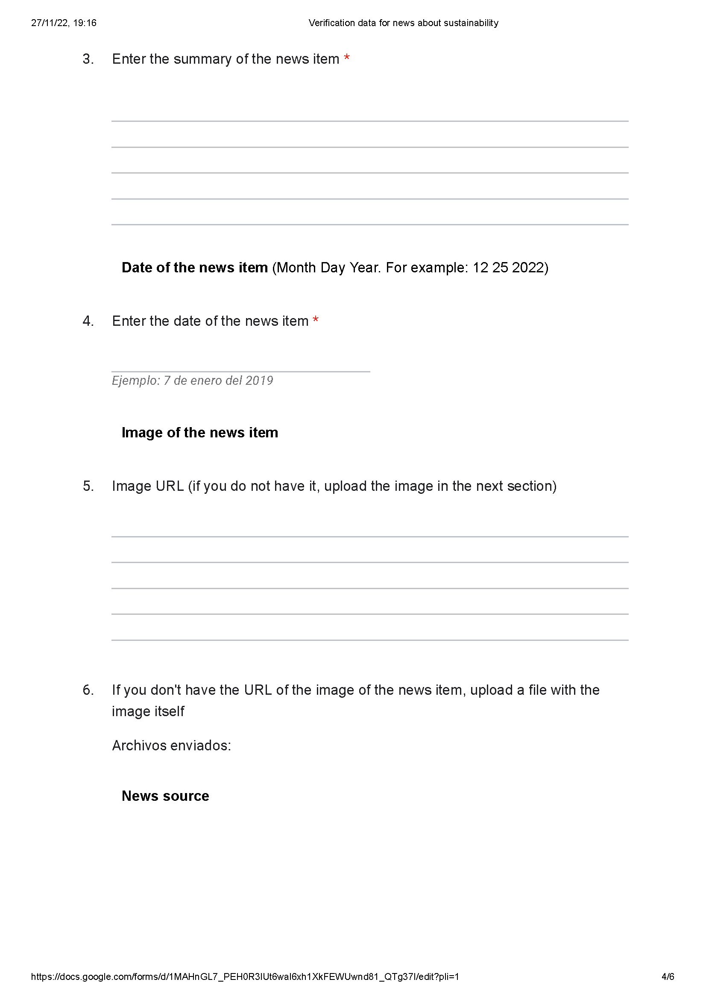 27/11/22, 19:16 Verification data for news about sustainability
3. Enter the summary of the news item *
Date of the news item (Month Day Year. For example: 12 25 2022)
4. Enter the date of the news item *
Ejemplo: 7 de enero del 2019
Image of the news item
5. Image URL (if you do not have it, upload the image in the next section)
6. If you don't have the URL of the image of the news item, upload a file with the
image itself
Archivos enviados:
News source
https://docs.google.com/forms/d/1MAHnGL7_PEH0R3IUt6wal6xh1XkFEWUwnd81_QTg37I/edit?pli=1 4/6